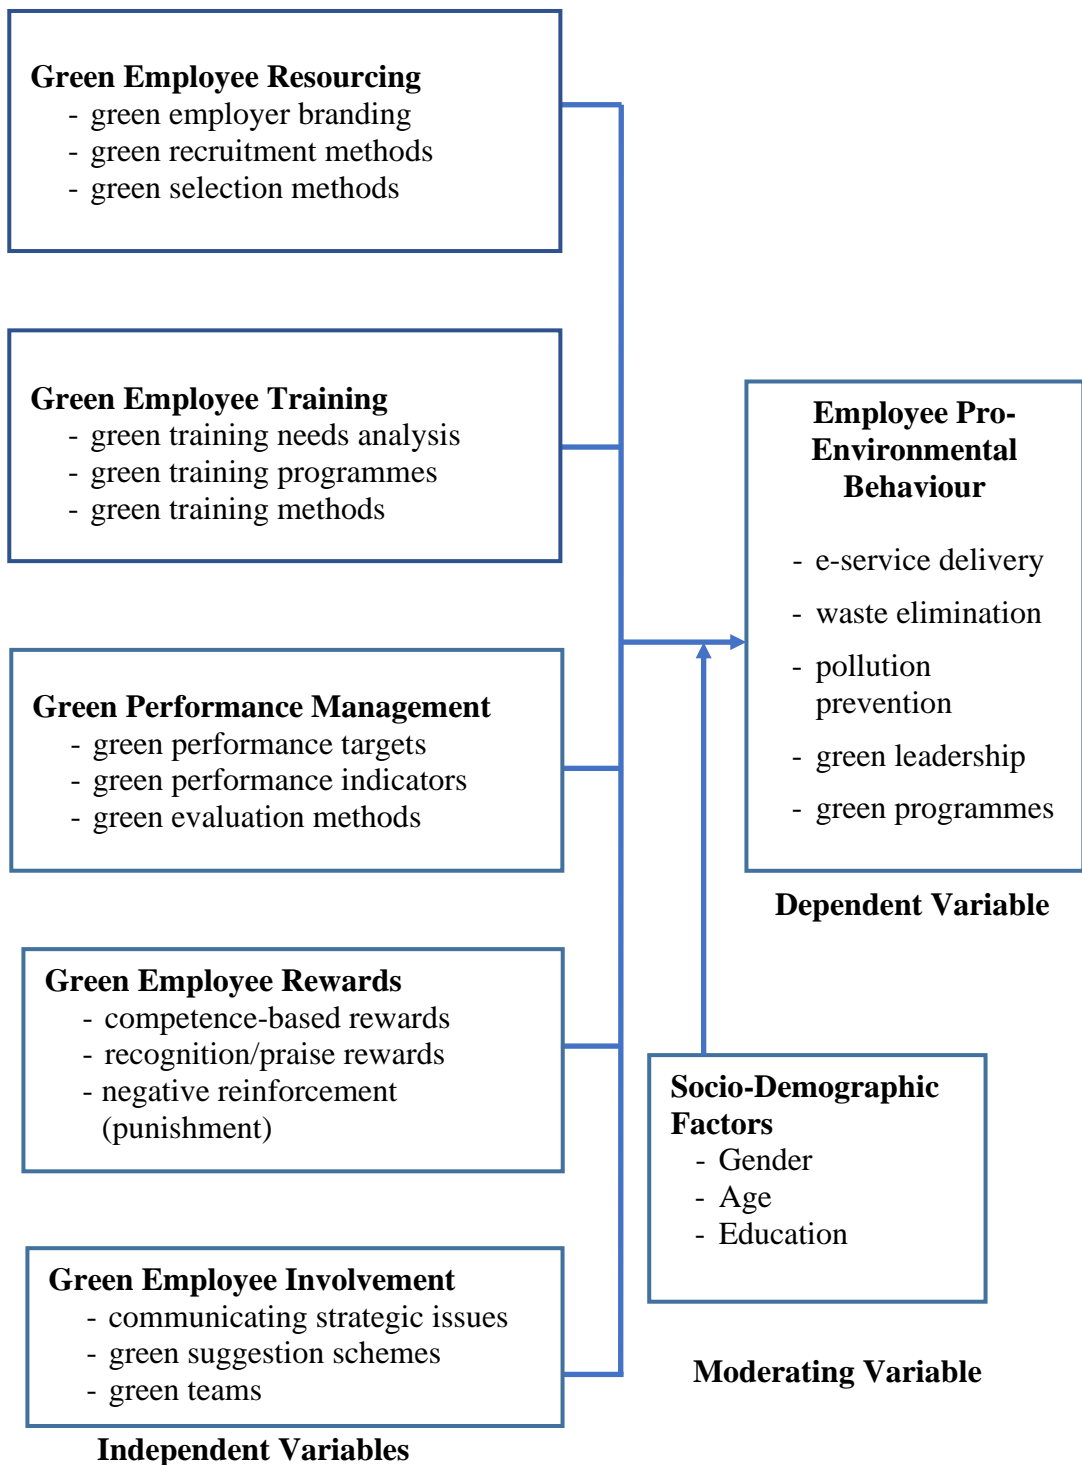 Green Employee Resourcing
- green employer branding
- green recruitment methods
- green selection methods
Green Employee Training
- green training needs analysis
- green training programmes
- green training methods
Green Performance Management
- green performance targets
- green performance indicators
- green evaluation methods
Green Employee Rewards
- competence-based rewards
- recognition/praise rewards
- negative reinforcement
(punishment)
Green Employee Involvement
- communicating strategic issues
- green suggestion schemes
- green teams
Independent Variables
Employee Pro-
Environmental
Behaviour
- e-service delivery
- waste elimination
- pollution
prevention
- green leadership
- green programmes
Dependent Variable
Socio-Demographic
Factors
- Gender
- Age
- Education
Moderating Variable